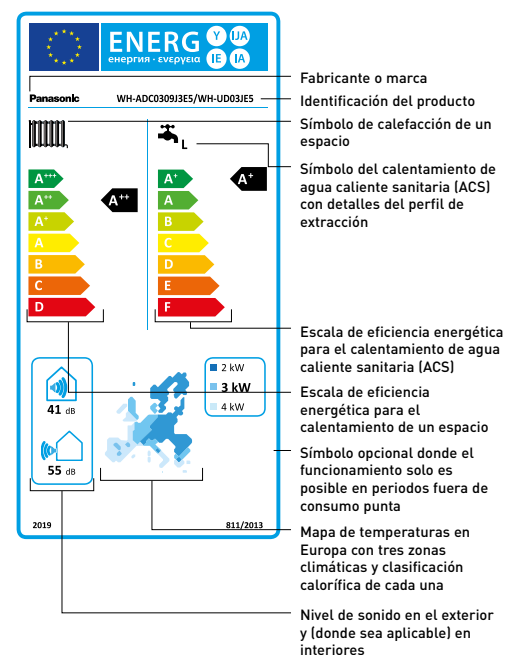 ENERG
енергия · ενεργεια
Y IJA
IE IA
Fabricante o marca
Panasonic
WH-ADC0309J3E5/WH-UD03JE5
Identificación del producto
Símbolo de calefacción de un
espacio
L
Símbolo del calentamiento de
agua caliente sanitaria (ACS)
con detalles del perfil de
extracción
A+++
A++
A+
A
B
C
D
A++
A+
A
B
C
D
E
F
A+
Escala de eficiencia energética
para el calentamiento de agua
caliente sanitaria (ACS)
Escala de eficiencia
energética para el
calentamiento de un espacio
41 dB
55 dB
2 kW
3 kW
4 kW
Símbolo opcional donde el
funcionamiento solo es
posible en periodos fuera de
consumo punta
2019
811/2013
Mapa de temperaturas en
Europa con tres zonas
climáticas y clasificación
calorífica de cada una
Nivel de sonido en el exterior
y (donde sea aplicable) en
interiores